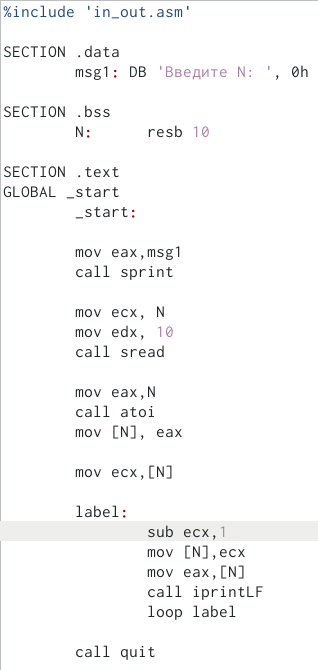 %include 'in_out.asm'
SECTION .data
msg1: DB 'Введите N: ', 0h
SECTION .bss
N: resb 10
SECTION .text
GLOBAL _start
_start:
mov eax,msg1
call sprint
mov ecx, N
mov edx, 10
call sread
mov eax,N
call atoi
mov [N], eax
mov ecx,[N]
label:
sub ecx,1
mov [N],ecx
mov eax,[N]
call iprintLF
loop label
call quit